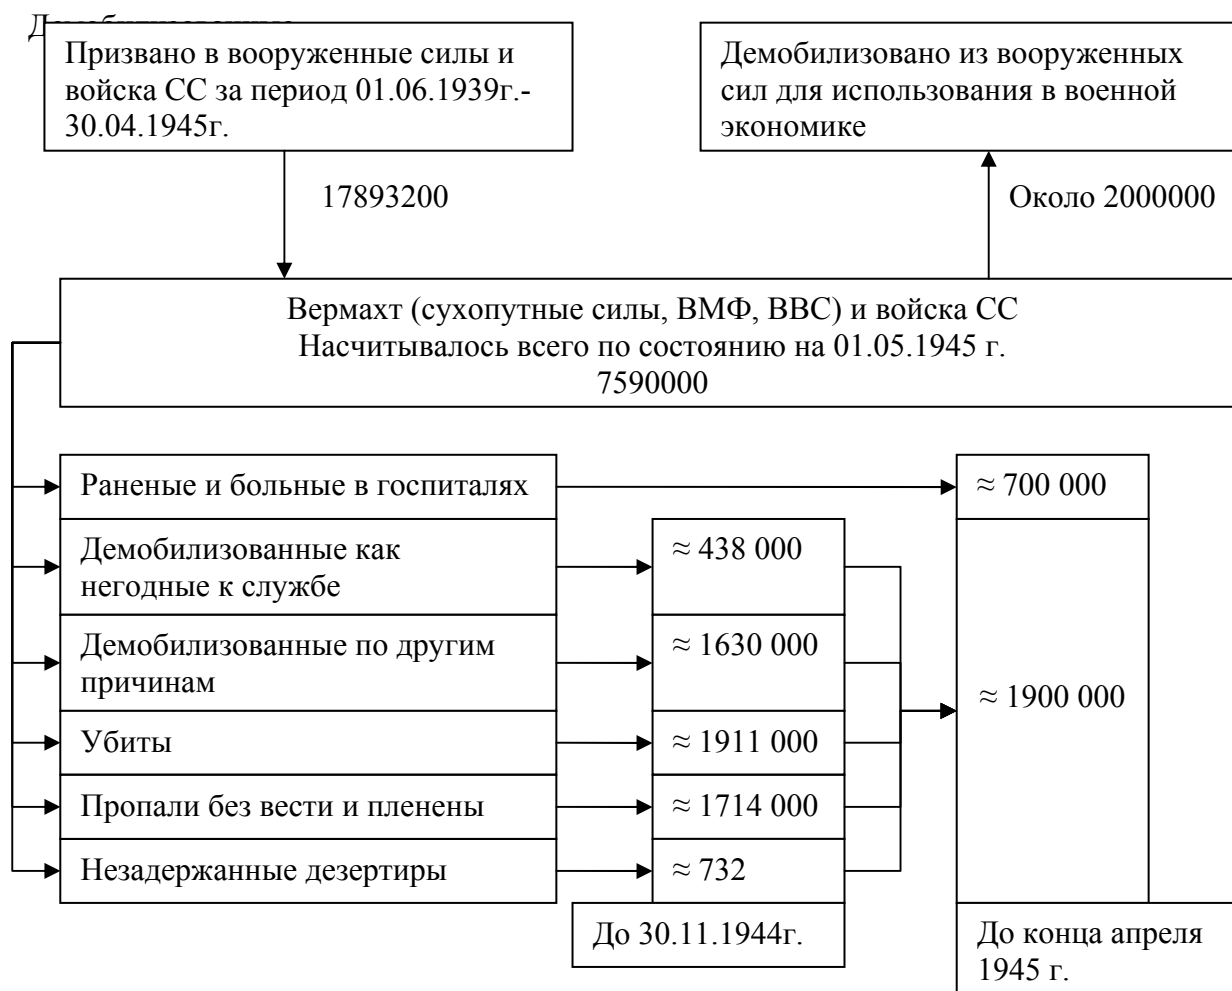 Призвано в вооруженные силы и
войска СС за период 01.06.1939г.-
30.04.1945г.
Демобилизовано из вооруженных
сил для использования в военной
экономике
17893200
Около 2000000
Вермахт (сухопутные силы, ВМФ, ВВС) и войска СС
Насчитывалось всего по состоянию на 01.05.1945 г.
7590000
Раненые и больные в госпиталях
≈ 700 000
Демобилизованные как
негодные к службе
≈ 438 000
Демобилизованные по другим
причинам
≈ 1630 000
≈ 1900 000
Убиты
≈ 1911 000
Пропали без вести и пленены
≈ 1714 000
Незадержанные дезертиры
≈ 732
До 30.11.1944г.
До конца апреля
1945 г.